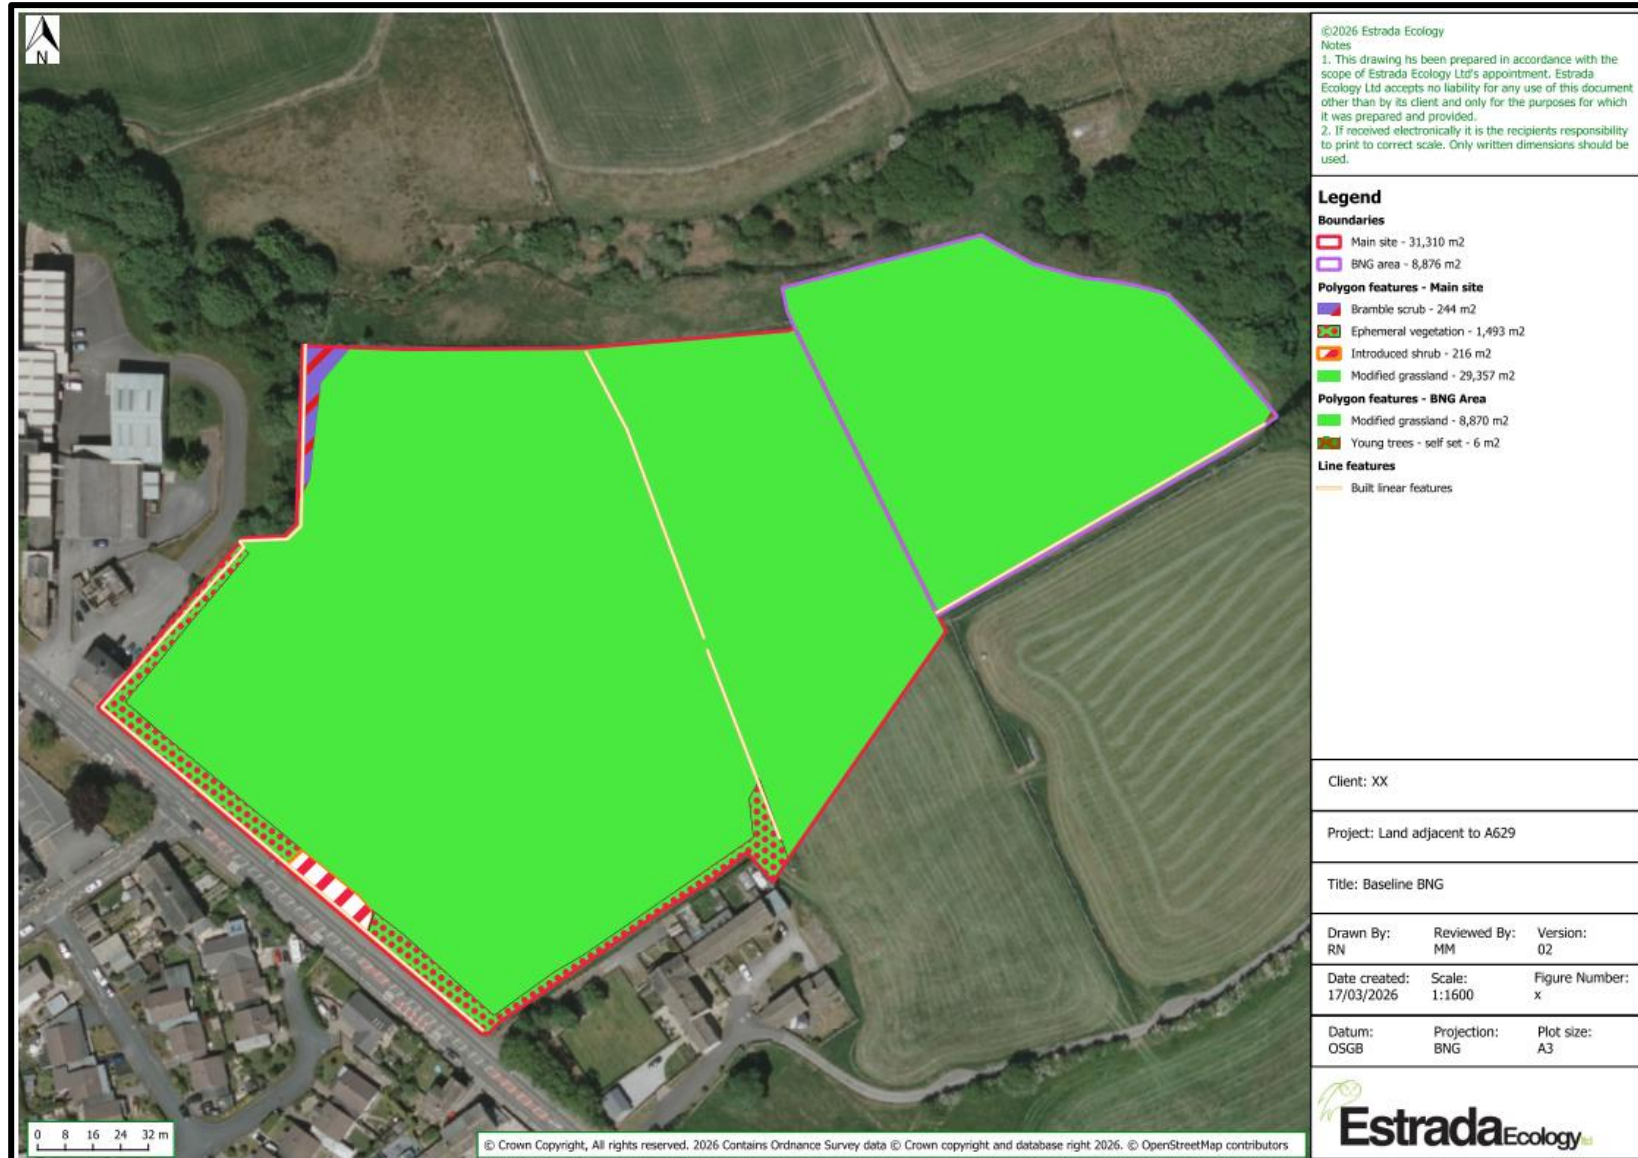 N
©2026 Estrada Ecology
Notes
1. This drawing hs been prepared in accordance with the
scope of Estrada Ecology Ltd's appointment. Estrada
Ecology Ltd accepts no liability for any use of this document
other than by its client and only for the purposes for which
it was prepared and provided.
2. If received electronically it is the recipients responsibility
to print to correct scale. Only written dimensions should be
used.
Legend
Boundaries
Main site - 31,310 m2
BNG area - 8,876 m2
Polygon features - Main site
Bramble scrub - 244 m2
Ephemeral vegetation - 1,493 m2
Introduced shrub - 216 m2
Modified grassland - 29,357 m2
Polygon features - BNG Area
Modified grassland - 8,870 m2
Young trees - self set - 6 m2
Line features
Built linear features
Client: XX
Project: Land adjacent to A629
Title: Baseline BNG
Drawn By: Reviewed By: Version:
RN MM 02
Date created: Scale: Figure Number:
17/03/2026 1:1600 x
Datum: Projection: Plot size:
OSGB BNG A3
Estrada Ecology Ltd
0 8 16 24 32 m
© Crown Copyright, All rights reserved. 2026 Contains Ordnance Survey data © Crown copyright and database right 2026. © OpenStreetMap contributors